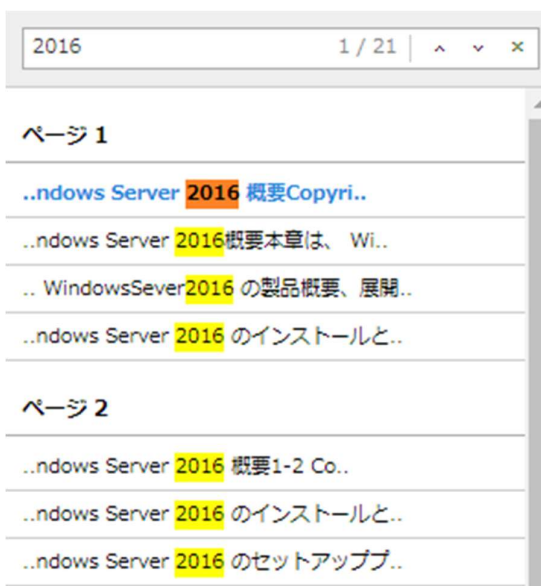 2016 1 / 21
ページ 1
..ndows Server 2016 概要Copyri..
..ndows Server 2016概要本章は、 Wi..
.. WindowsSever2016 の製品概要、展開..
..ndows Server 2016 のインストールと..
ページ 2
..ndows Server 2016 概要1-2 Co..
..ndows Server 2016 のインストールと..
..ndows Server 2016 のセットアッププ..